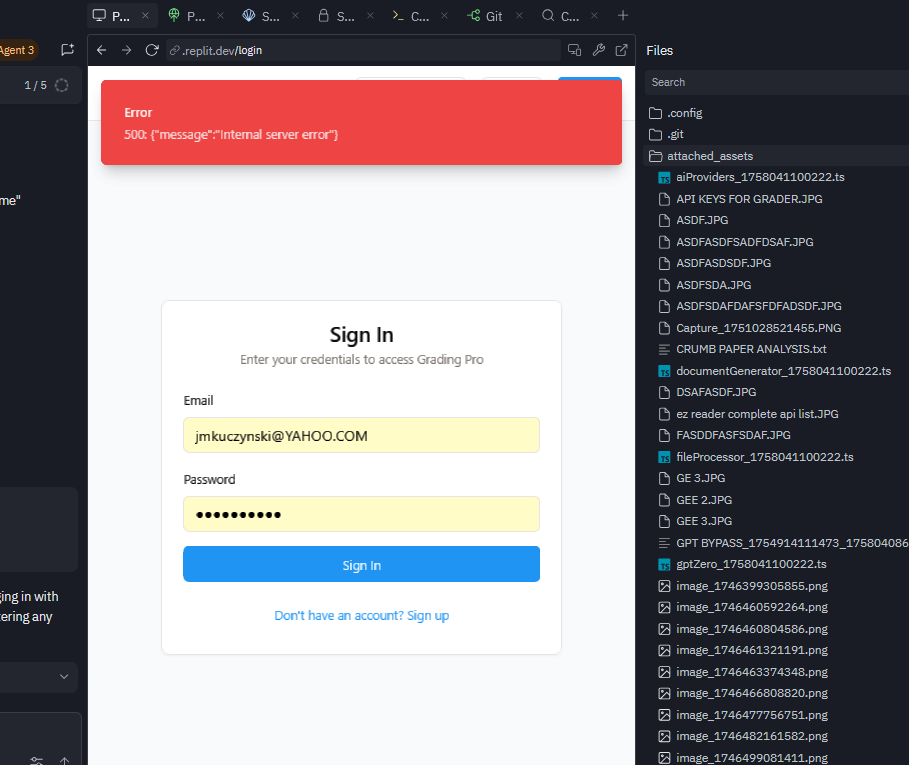 P...
P...
S...
S...
C...
Git
C...
Agent 3
.replit.dev/login
1 / 5
me"
ging in with
tering any
Error
500: {"message":"Internal server error"}
Sign In
Enter your credentials to access Grading Pro
Email
jmkuczynski@YAHOO.COM
Password
Sign In
Don't have an account? Sign up
Files
Search
.config
.git
attached_assets
aiProviders_1758041100222.ts
API KEYS FOR GRADER.JPG
ASDF.JPG
ASDFASDFSADFDSAF.JPG
ASDFASDSDF.JPG
ASDFSDA.JPG
ASDFSDAFDAFSFDFADSDF.JPG
Capture_1751028521455.PNG
CRUMB PAPER ANALYSIS.txt
documentGenerator_1758041100222.ts
DSAFASDF.JPG
ez reader complete api list.JPG
FASDDFASFSDAF.JPG
fileProcessor_1758041100222.ts
GE 3.JPG
GEE 2.JPG
GEE 3.JPG
GPT BYPASS_1754914111473_175804086
gptZero_1758041100222.ts
image_1746399305855.png
image_1746460592264.png
image_1746460804586.png
image_1746461321191.png
image_1746463374348.png
image_1746466808820.png
image_1746477756751.png
image_1746482161582.png
image_1746499081411.png